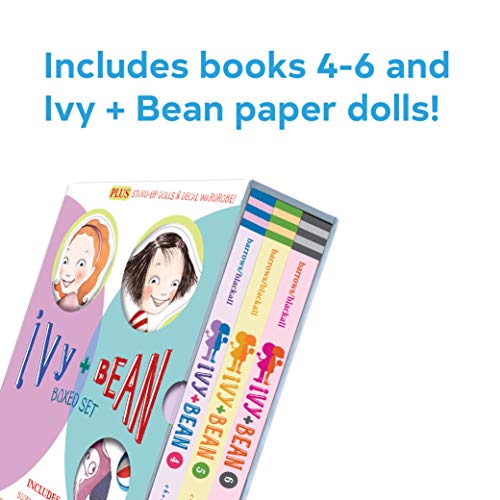 Includes books 4-6 and
Ivy + Bean paper dolls!
PLUS STAND-UP DOLLS & DECAL WARDROBE!
ivy + BEAN
BOXED SET
INCLUDES
barrows/blackall
IVY + BEAN
4
barrows/blackall
IVY + BEAN
5
barrows/blackall
IVY + BEAN
6